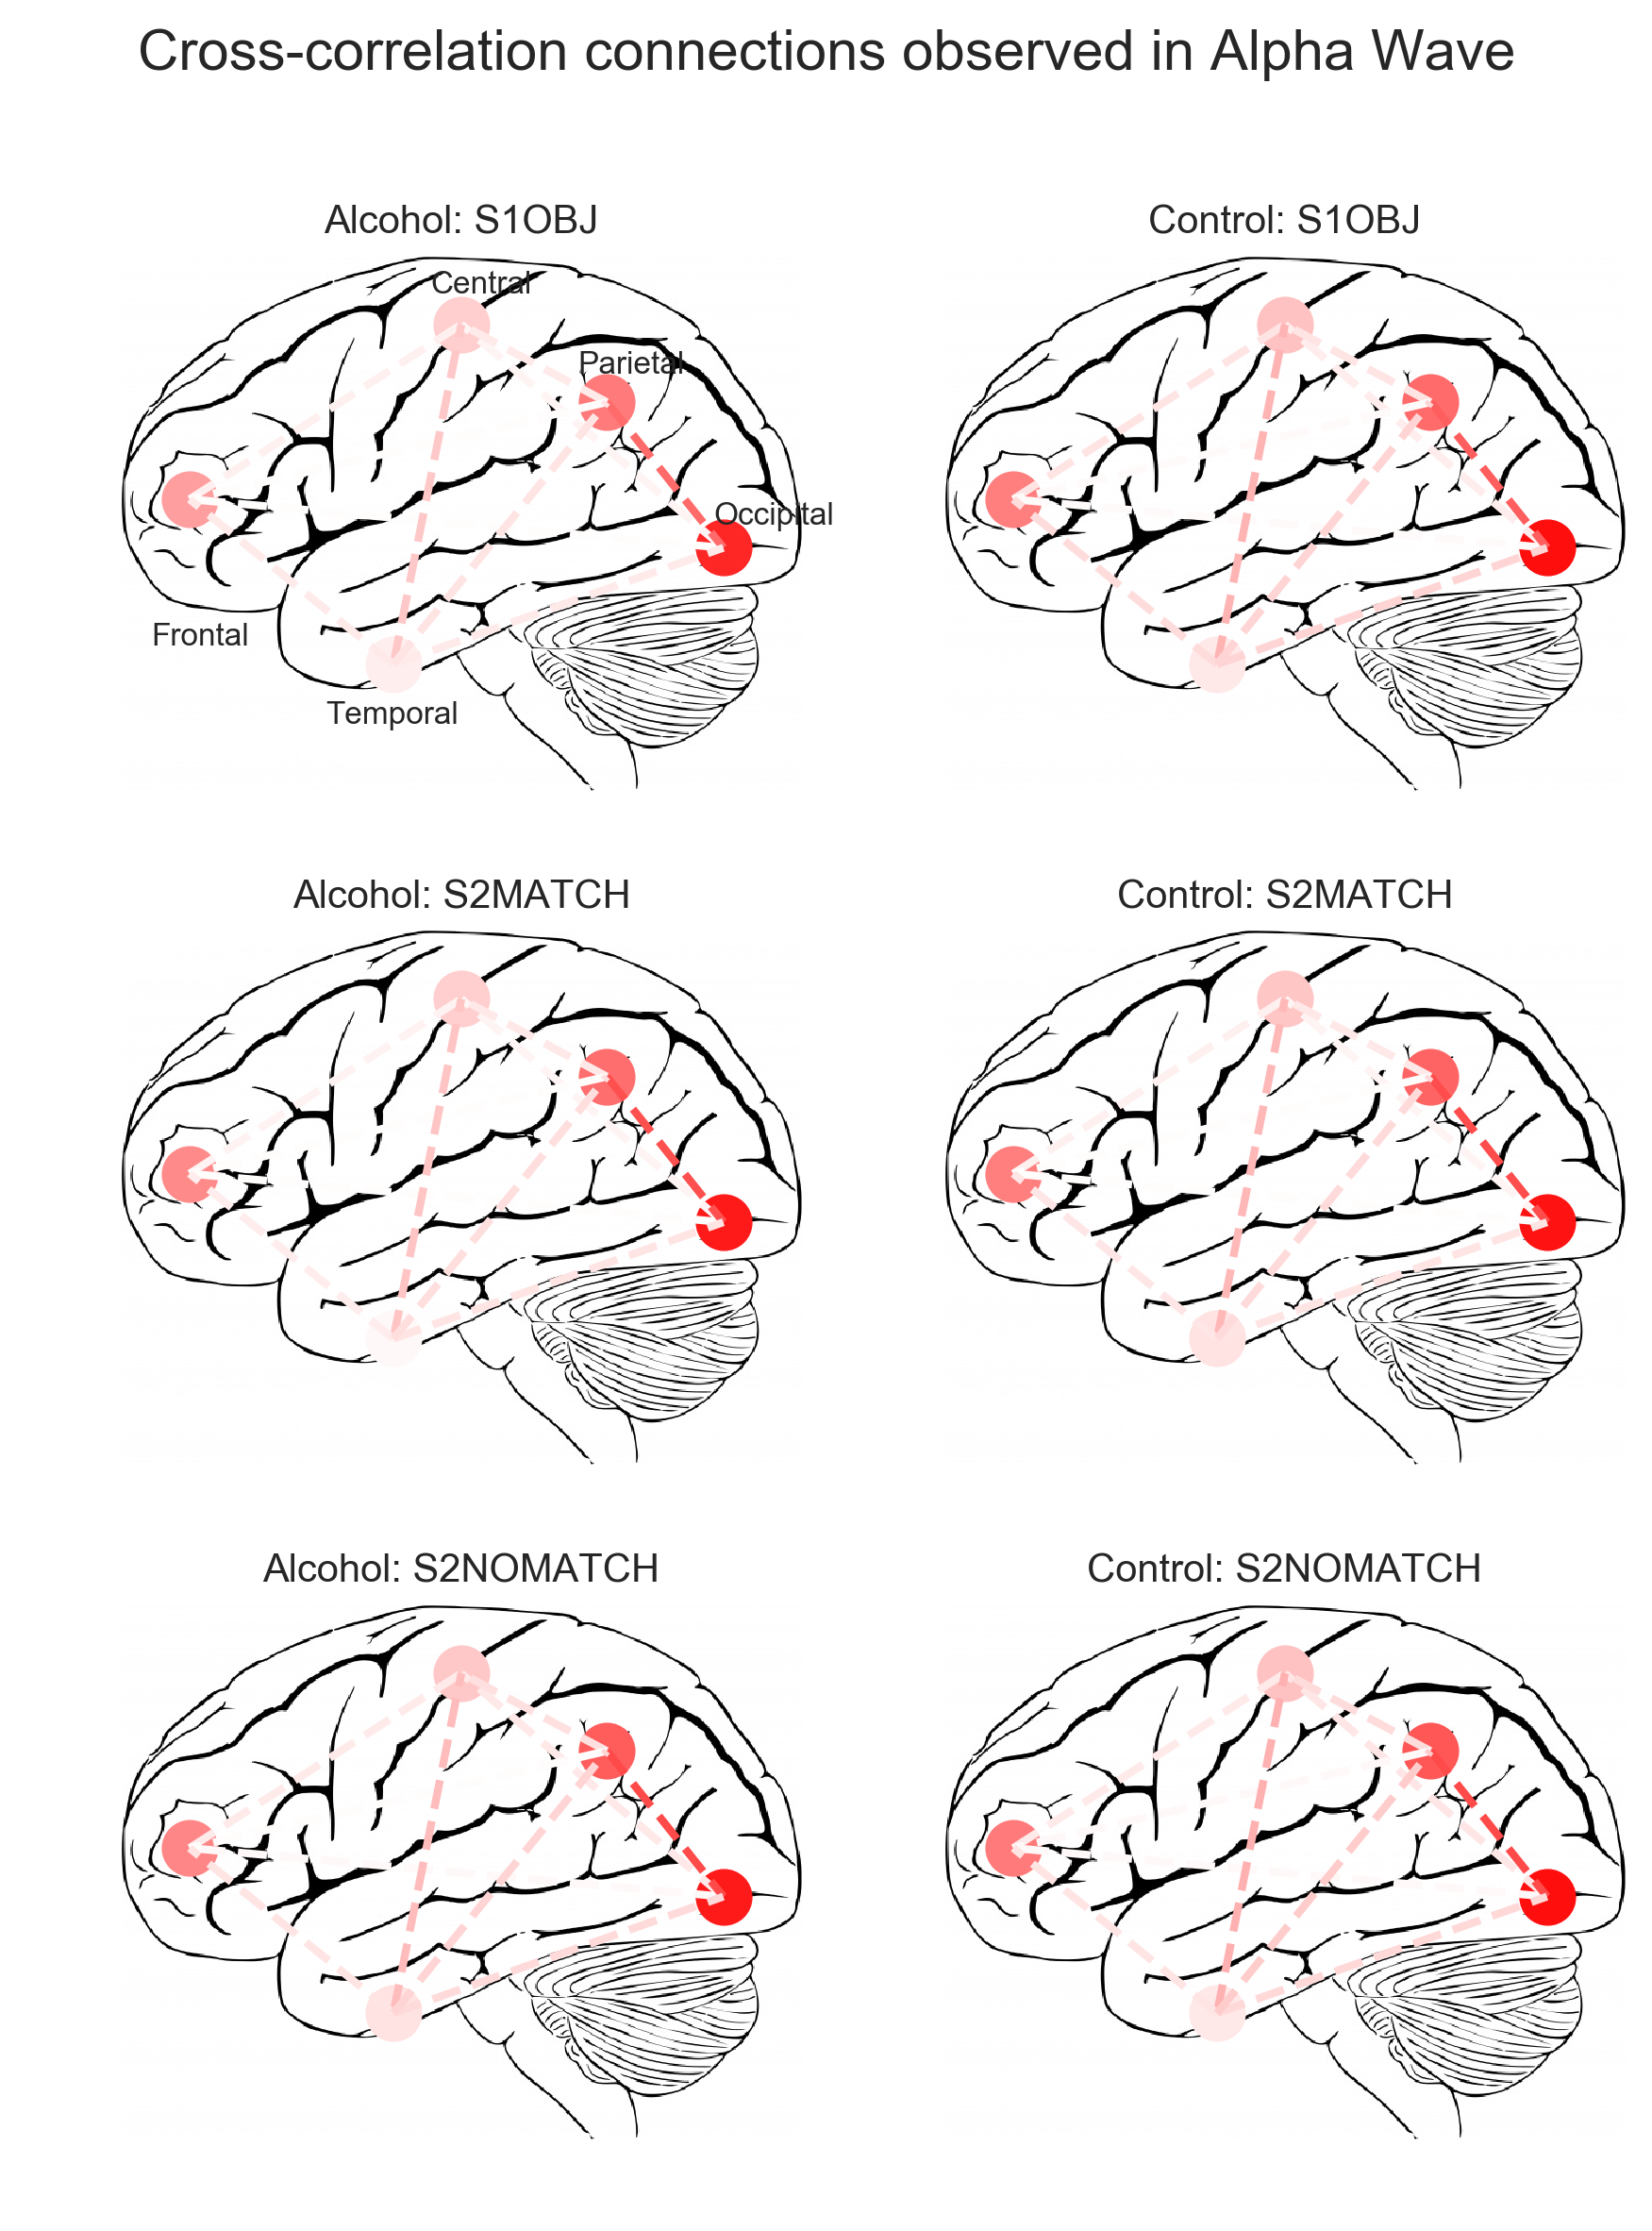 Cross-correlation connections observed in Alpha Wave
Alcohol: S1OBJ
Control: S1OBJ
Central
Parietal
Occipital
Frontal
Temporal
Alcohol: S2MATCH
Control: S2MATCH
Alcohol: S2NOMATCH
Control: S2NOMATCH